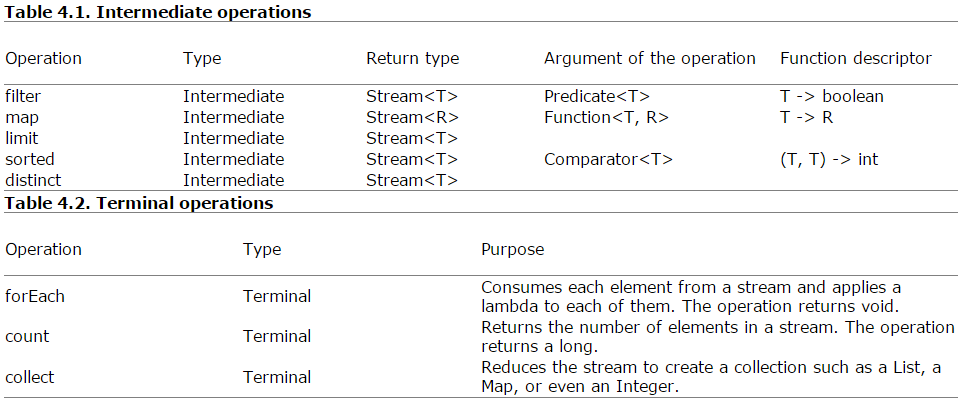 Table 4.1. Intermediate operations
Operation Type Return type Argument of the operation Function descriptor
filter Intermediate Stream<T> Predicate<T> T -> boolean
map Intermediate Stream<R> Function<T, R> T -> R
limit Intermediate Stream<T>
sorted Intermediate Stream<T> Comparator<T> (T, T) -> int
distinct Intermediate Stream<T>
Table 4.2. Terminal operations
Operation Type Purpose
forEach Terminal Consumes each element from a stream and applies a
lambda to each of them. The operation returns void.
count Terminal Returns the number of elements in a stream. The operation
returns a long.
collect Terminal Reduces the stream to create a collection such as a List, a
Map, or even an Integer.